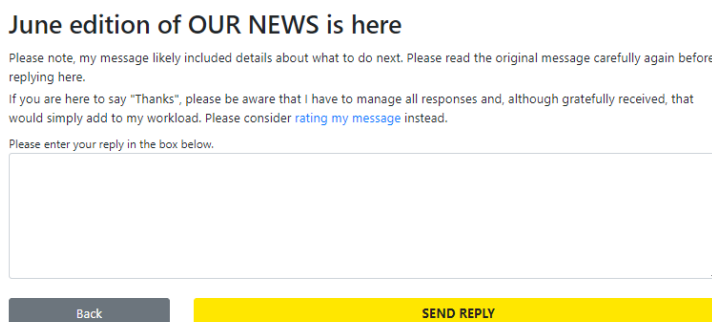 June edition of OUR NEWS is here
Please note, my message likely included details about what to do next. Please read the original message carefully again before
replying here.
If you are here to say "Thanks", please be aware that I have to manage all responses and, although gratefully received, that
would simply add to my workload. Please consider rating my message instead.
Please enter your reply in the box below.
Back
SEND REPLY